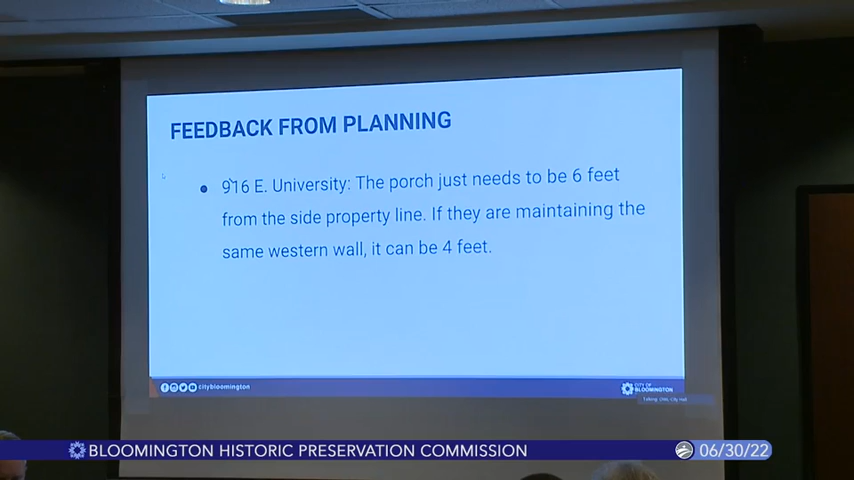 FEEDBACK FROM PLANNING
916 E. University: The porch just needs to be 6 feet
from the side property line. If they are maintaining the
same western wall, it can be 4 feet.
citybloomington
CITY OF
BLOOMINGTON
BLOOMINGTON HISTORIC PRESERVATION COMMISSION
06/30/22